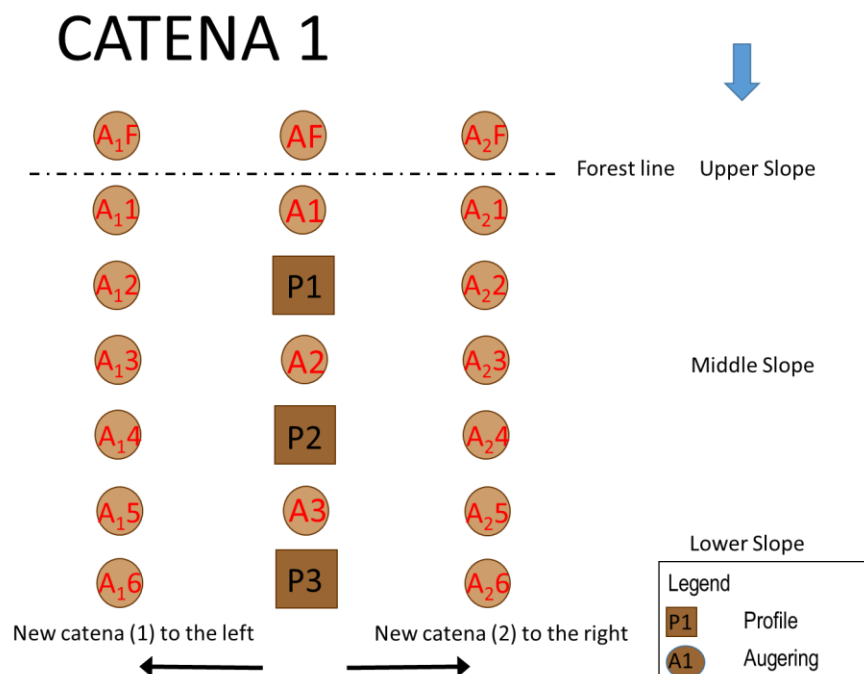 CATENA 1
A₁F AF A₂F
Forest line Upper Slope
A₁1 A1 A₂1
A₁2 P1 A₂2
A₁3 A2 A₂3
Middle Slope
A₁4 P2 A₂4
A₁5 A3 A₂5
Lower Slope
A₁6 P3 A₂6
New catena (1) to the left
New catena (2) to the right
Legend
P1 Profile
A1 Augering